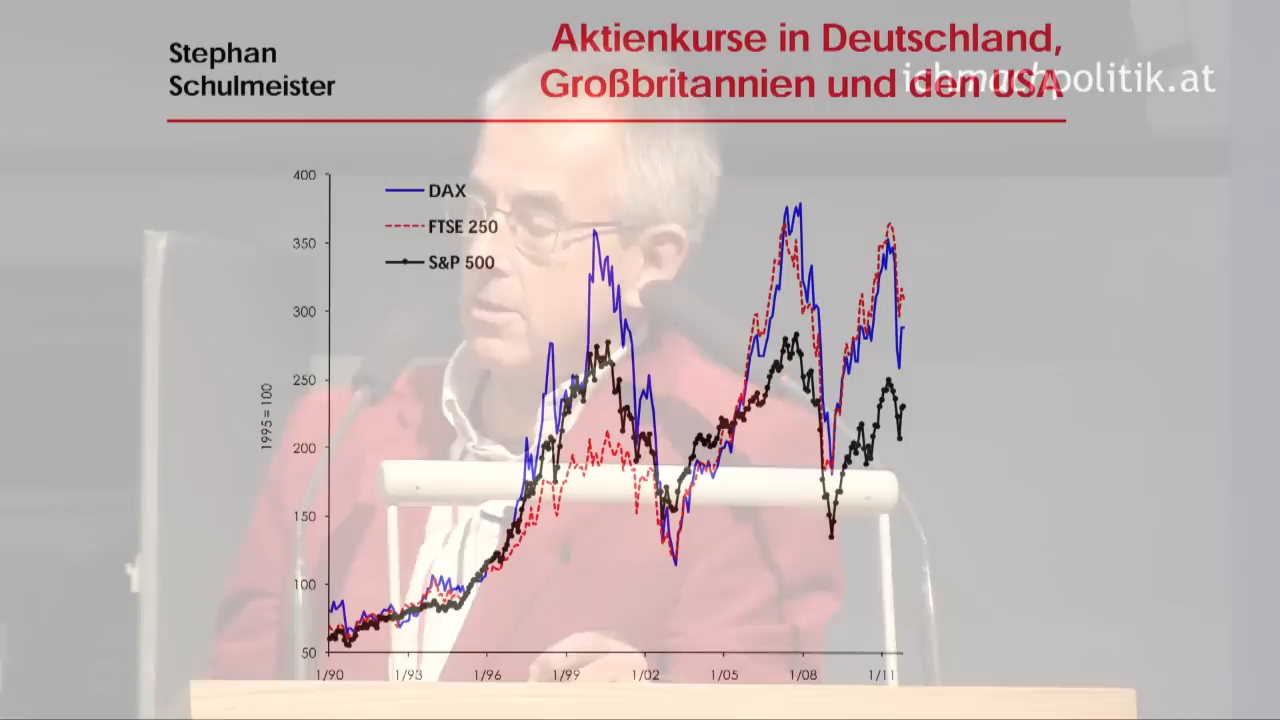 Stephan
Schulmeister
Aktienkurse in Deutschland,
Großbritannien und den USA
ichmachpolitik.at
400
350
300
250
200
150
100
50
1995 = 100
DAX
FTSE 250
S&P 500
1/90
1/93
1/96
1/99
1/02
1/05
1/08
1/11